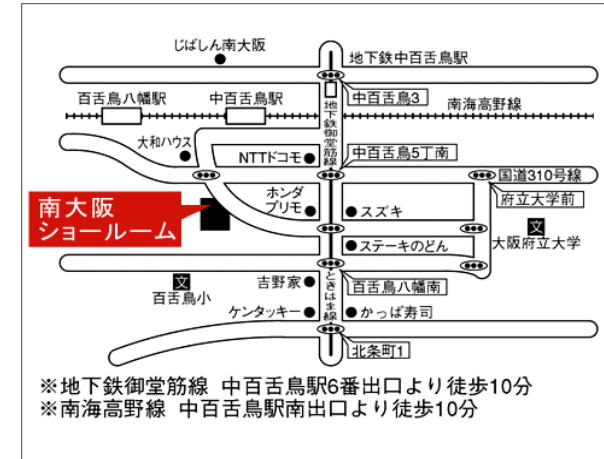 じばしん南大阪
地下鉄中百舌鳥駅
中百舌鳥3
百舌鳥八幡駅
中百舌鳥駅
南海高野線
地下鉄御堂筋線
大和ハウス
NTTドコモ
中百舌鳥5丁南
国道310号線
府立大学前
南大阪
ショールーム
ホンダ
プリモ
スズキ
文
大阪府立大学
ステーキのどん
文
百舌鳥小
吉野家
ときはま線
百舌鳥八幡南
ケンタッキー
かっぱ寿司
北条町1
※地下鉄御堂筋線 中百舌鳥駅6番出口より徒歩10分
※南海高野線 中百舌鳥駅南出口より徒歩10分